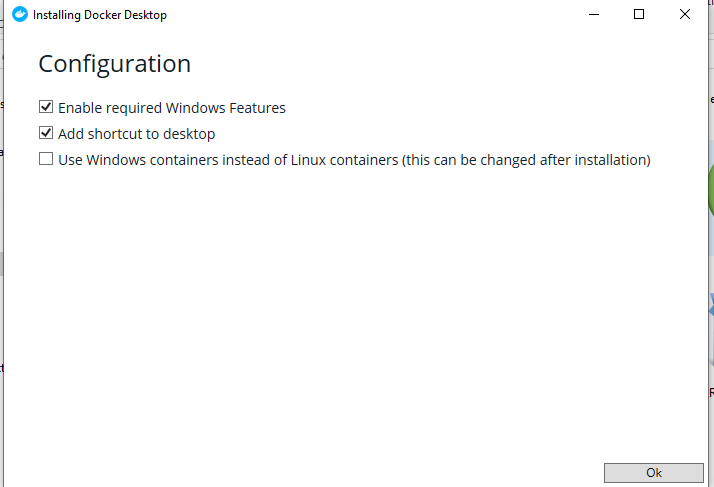 Installing Docker Desktop
Configuration
Enable required Windows Features
Add shortcut to desktop
Use Windows containers instead of Linux containers (this can be changed after installation)
Ok